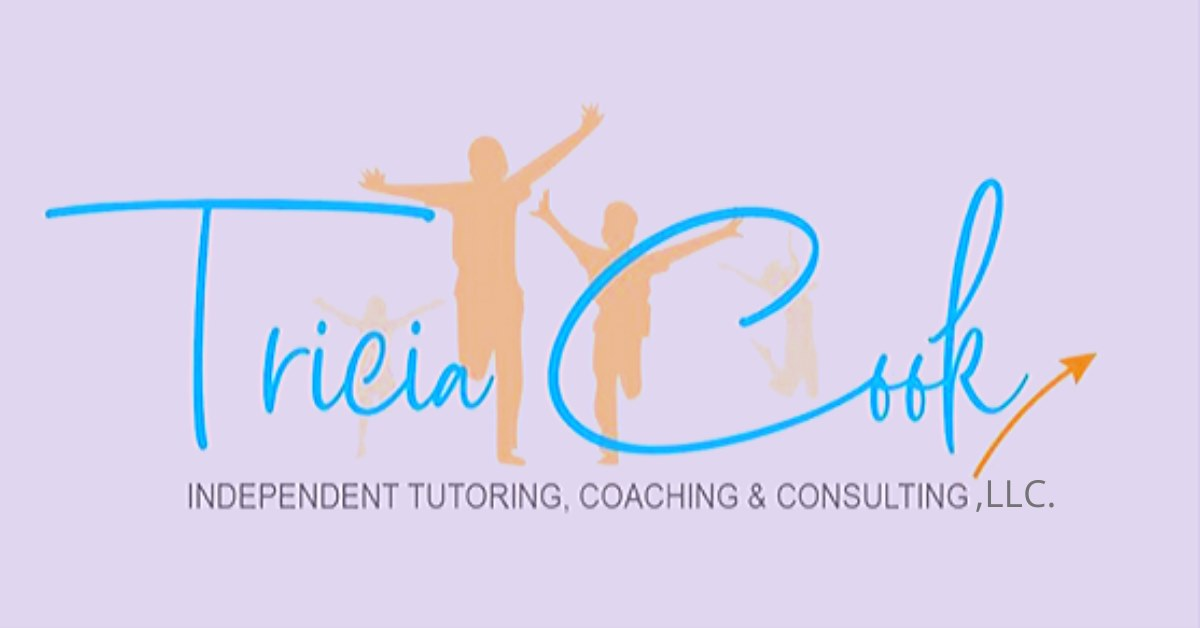 Tricia Cook
INDEPENDENT TUTORING, COACHING & CONSULTING ,LLC.